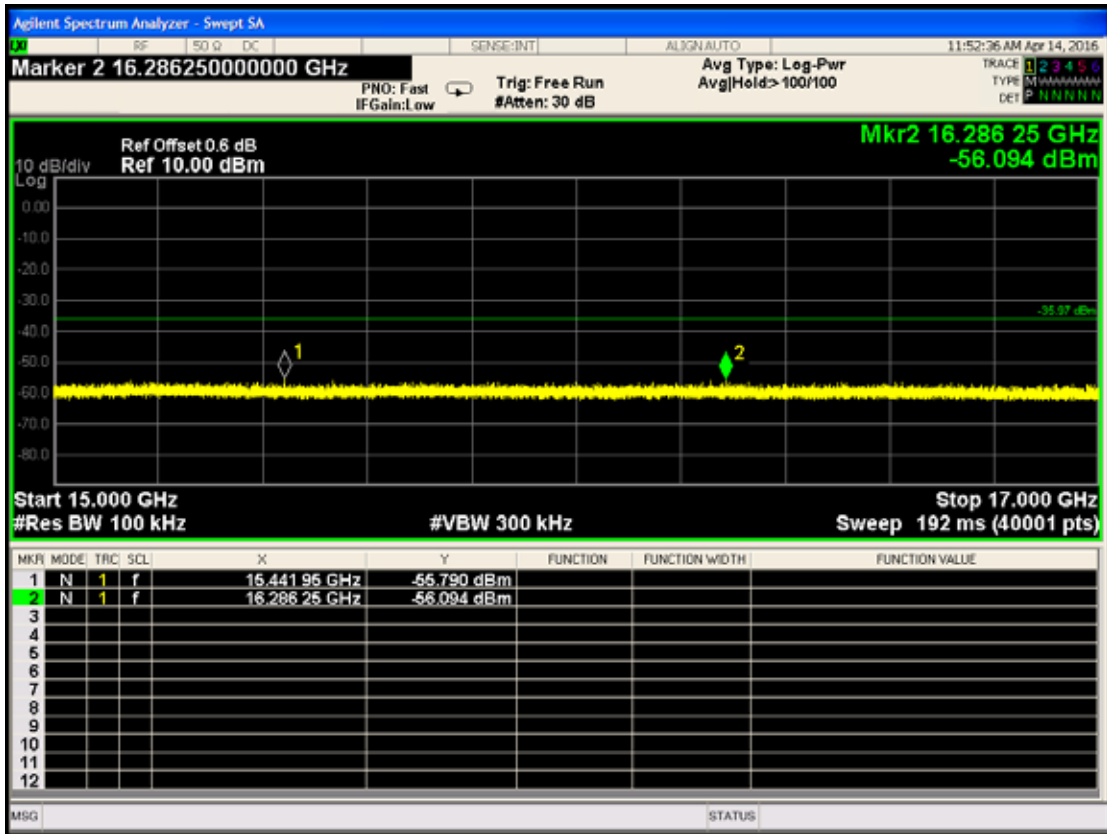 Agilent Spectrum Analyzer - Swept SA
LXI RF 50 Ω DC SENSE:INT ALIGN AUTO 11:52:36 AM Apr 14, 2016
Marker 2 16.286250000000 GHz
PNO: Fast
IFGain:Low
Trig: Free Run
#Atten: 30 dB
Avg Type: Log-Pwr
Avg|Hold:>100/100
TRACE 1 2 3 4 5 6
TYPE M WWWWW
DET P N N N N N
Mkr2 16.286 25 GHz
-56.094 dBm
Ref Offset 0.6 dB
10 dB/div Ref 10.00 dBm
Log
0.00
-10.0
-20.0
-30.0
-35.97 dBm
-40.0
1
2
-50.0
-60.0
-70.0
-80.0
Start 15.000 GHz Stop 17.000 GHz
#Res BW 100 kHz #VBW 300 kHz Sweep 192 ms (40001 pts)
MKR MODE TRC SCL X Y FUNCTION FUNCTION WIDTH FUNCTION VALUE
1 N 1 f 15.441 95 GHz -55.790 dBm
2 N 1 f 16.286 25 GHz -56.094 dBm
3
4
5
6
7
8
9
10
11
12
MSG STATUS